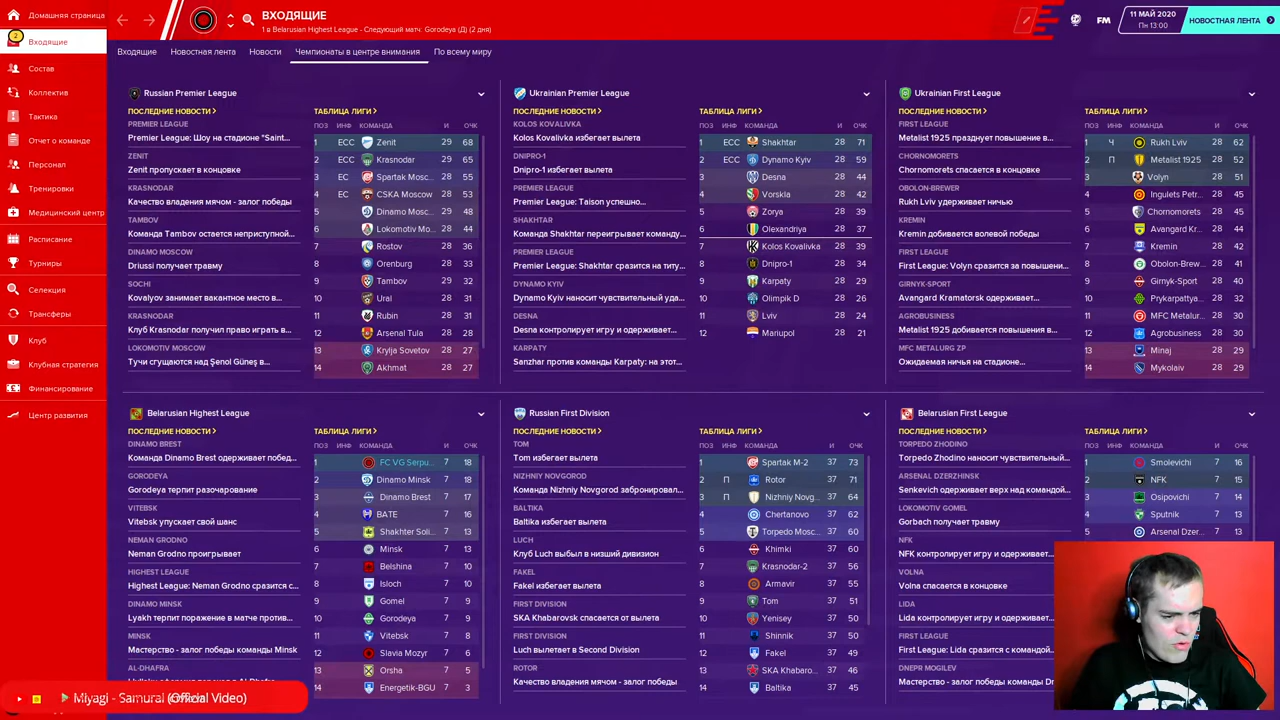 Домашняя страница
2
Входящие
Состав
Коллектив
Тактика
Отчет о команде
Персонал
Тренировки
Медицинский центр
Расписание
Турниры
Селекция
Трансферы
Клуб
Клубная стратегия
Финансирование
Центр развития
ВХОДЯЩИЕ
1 в Belarusian Highest League - Следующий матч: Gorodeya (Д) (2 дня)
FM
11 МАЙ 2020
ПН 13:00
НОВОСТНАЯ ЛЕНТА
Входящие Новостная лента Новости Чемпионаты в центре внимания По всему миру
Russian Premier League
ПОСЛЕДНИЕ НОВОСТИ >
PREMIER LEAGUE
Premier League: Шоу на стадионе "Saint...
ZENIT
Zenit пропускает в концовке
KRASNODAR
Качество владения мячом - залог победы
TAMBOV
Команда Tambov остается неприступной...
DINAMO MOSCOW
Driussi получает травму
SOCHI
Kovalyov занимает вакантное место в...
KRASNODAR
Клуб Krasnodar получил право играть в...
LOKOMOTIV MOSCOW
Тучи сгущаются над Şenol Güneş в...
ТАБЛИЦА ЛИГИ >
ПОЗ ИНФ КОМАНДА И ОЧК
1 ECC Zenit 29 68
2 ECC Krasnodar 29 65
3 EC Spartak Mosc... 28 55
4 EC CSKA Moscow 28 53
5 Dinamo Mosc... 29 48
6 Lokomotiv Mo... 28 44
7 Rostov 28 36
8 Orenburg 28 33
9 Tambov 28 32
10 Ural 28 31
11 Rubin 28 31
12 Arsenal Tula 28 28
13 Krylja Sovetov 28 27
14 Akhmat 28 27
Ukrainian Premier League
ПОСЛЕДНИЕ НОВОСТИ >
KOLOS KOVALIVKA
Kolos Kovalivka избегает вылета
DNIPRO-1
Dnipro-1 избегает вылета
PREMIER LEAGUE
Premier League: Taison успешно...
SHAKHTAR
Команда Shakhtar переиграет команду...
PREMIER LEAGUE
Premier League: Shakhtar сразится на титу...
DYNAMO KYIV
Dynamo Kyiv наносит чувствительный уда...
DESNA
Desna контролирует игру и одерживает...
KARPATY
Sanzhar против команды Karpaty: на этот...
ТАБЛИЦА ЛИГИ >
ПОЗ ИНФ КОМАНДА И ОЧК
1 ECC Shakhtar 28 71
2 ECC Dynamo Kyiv 28 59
3 Desna 28 44
4 Vorskla 28 42
5 Zorya 28 39
6 Olexandriya 28 37
7 Kolos Kovalivka 28 39
8 Dnipro-1 28 34
9 Karpaty 28 29
10 Olimpik D 28 26
11 Lviv 28 24
12 Mariupol 28 21
Ukrainian First League
ПОСЛЕДНИЕ НОВОСТИ >
FIRST LEAGUE
Metalist 1925 празднует повышение в...
CHORNOMORETS
Chornomorets спасается в концовке
OBOLON-BREWER
Rukh Lviv удерживает ничью
KREMIN
Kremin добивается волевой победы
FIRST LEAGUE
First League: Volyn сразится за повышени...
GIRNYK-SPORT
Avangard Kramatorsk одерживает...
AGROBUSINESS
Metalist 1925 добивается повышения в...
MFC METALURG ZP
Ожидаемая ничья на стадионе...
ТАБЛИЦА ЛИГИ >
ПОЗ ИНФ КОМАНДА И ОЧК
1 Ч Rukh Lviv 28 62
2 П Metalist 1925 28 52
3 Volyn 28 51
4 Ingulets Petr... 28 45
5 Chornomorets 28 45
6 Avangard Kr... 28 44
7 Kremin 28 42
8 Obolon-Brew... 28 41
9 Girnyk-Sport 28 40
10 Prykarpattya... 28 32
11 MFC Metalur... 28 30
12 Agrobusiness 28 30
13 Minaj 28 29
14 Mykolaiv 28 29
Belarusian Highest League
ПОСЛЕДНИЕ НОВОСТИ >
DINAMO BREST
Команда Dinamo Brest одерживает побед...
GORODEYA
Gorodeya терпит разочарование
VITEBSK
Vitebsk упускает свой шанс
NEMAN GRODNO
Neman Grodno проигрывает
HIGHEST LEAGUE
Highest League: Neman Grodno сразится с...
DINAMO MINSK
Lyakh терпит поражение в матче против...
MINSK
Мастерство - залог победы команды Minsk
AL-DHAFRA
ТАБЛИЦА ЛИГИ >
ПОЗ ИНФ КОМАНДА И ОЧК
1 FC VG Serpu... 7 18
2 Dinamo Minsk 7 18
3 Dinamo Brest 7 17
4 BATE 7 16
5 Shakhter Soli... 7 13
6 Minsk 7 13
7 Belshina 7 10
8 Isloch 7 10
9 Gomel 7 9
10 Gorodeya 7 9
11 Vitebsk 7 8
12 Slavia Mozyr 7 6
13 Orsha 7 5
14 Energetik-BGU 7 3
Russian First Division
ПОСЛЕДНИЕ НОВОСТИ >
TOM
Tom избегает вылета
NIZHNIY NOVGOROD
Команда Nizhniy Novgorod забронировал...
BALTIKA
Baltika избегает вылета
LUCH
Клуб Luch выбыл в низший дивизион
FAKEL
Fakel избегает вылета
FIRST DIVISION
SKA Khabarovsk спасается от вылета
FIRST DIVISION
Luch вылетает в Second Division
ROTOR
Качество владения мячом - залог победы
ТАБЛИЦА ЛИГИ >
ПОЗ ИНФ КОМАНДА И ОЧК
1 Spartak M-2 37 73
2 П Rotor 37 71
3 П Nizhniy Novg... 37 64
4 Chertanovo 37 62
5 Torpedo Mosc... 37 60
6 Khimki 37 60
7 Krasnodar-2 37 56
8 Armavir 37 55
9 Tom 37 51
10 Yenisey 37 50
11 Shinnik 37 50
12 Fakel 37 49
13 SKA Khabaro... 37 46
14 Baltika 37 45
Belarusian First League
ПОСЛЕДНИЕ НОВОСТИ >
TORPEDO ZHODINO
Torpedo Zhodino наносит чувствительный...
ARSENAL DZERZHINSK
Senkevich одерживает верх над командой...
LOKOMOTIV GOMEL
Gorbach получает травму
NFK
NFK контролирует игру и одерживает...
VOLNA
Volna спасается в концовке
LIDA
Lida контролирует игру и одерживает...
FIRST LEAGUE
First League: Lida сразится с командой...
DNEPR MOGILEV
Мастерство - залог победы команды Dn
ТАБЛИЦА ЛИГИ >
ПОЗ ИНФ КОМАНДА И ОЧК
1 Smolevichi 7 16
2 NFK 7 15
3 Osipovichi 7 14
4 Sputnik 7 13
5 Arsenal Dzer... 7 13
Miyagi - Samurai (Official Video)